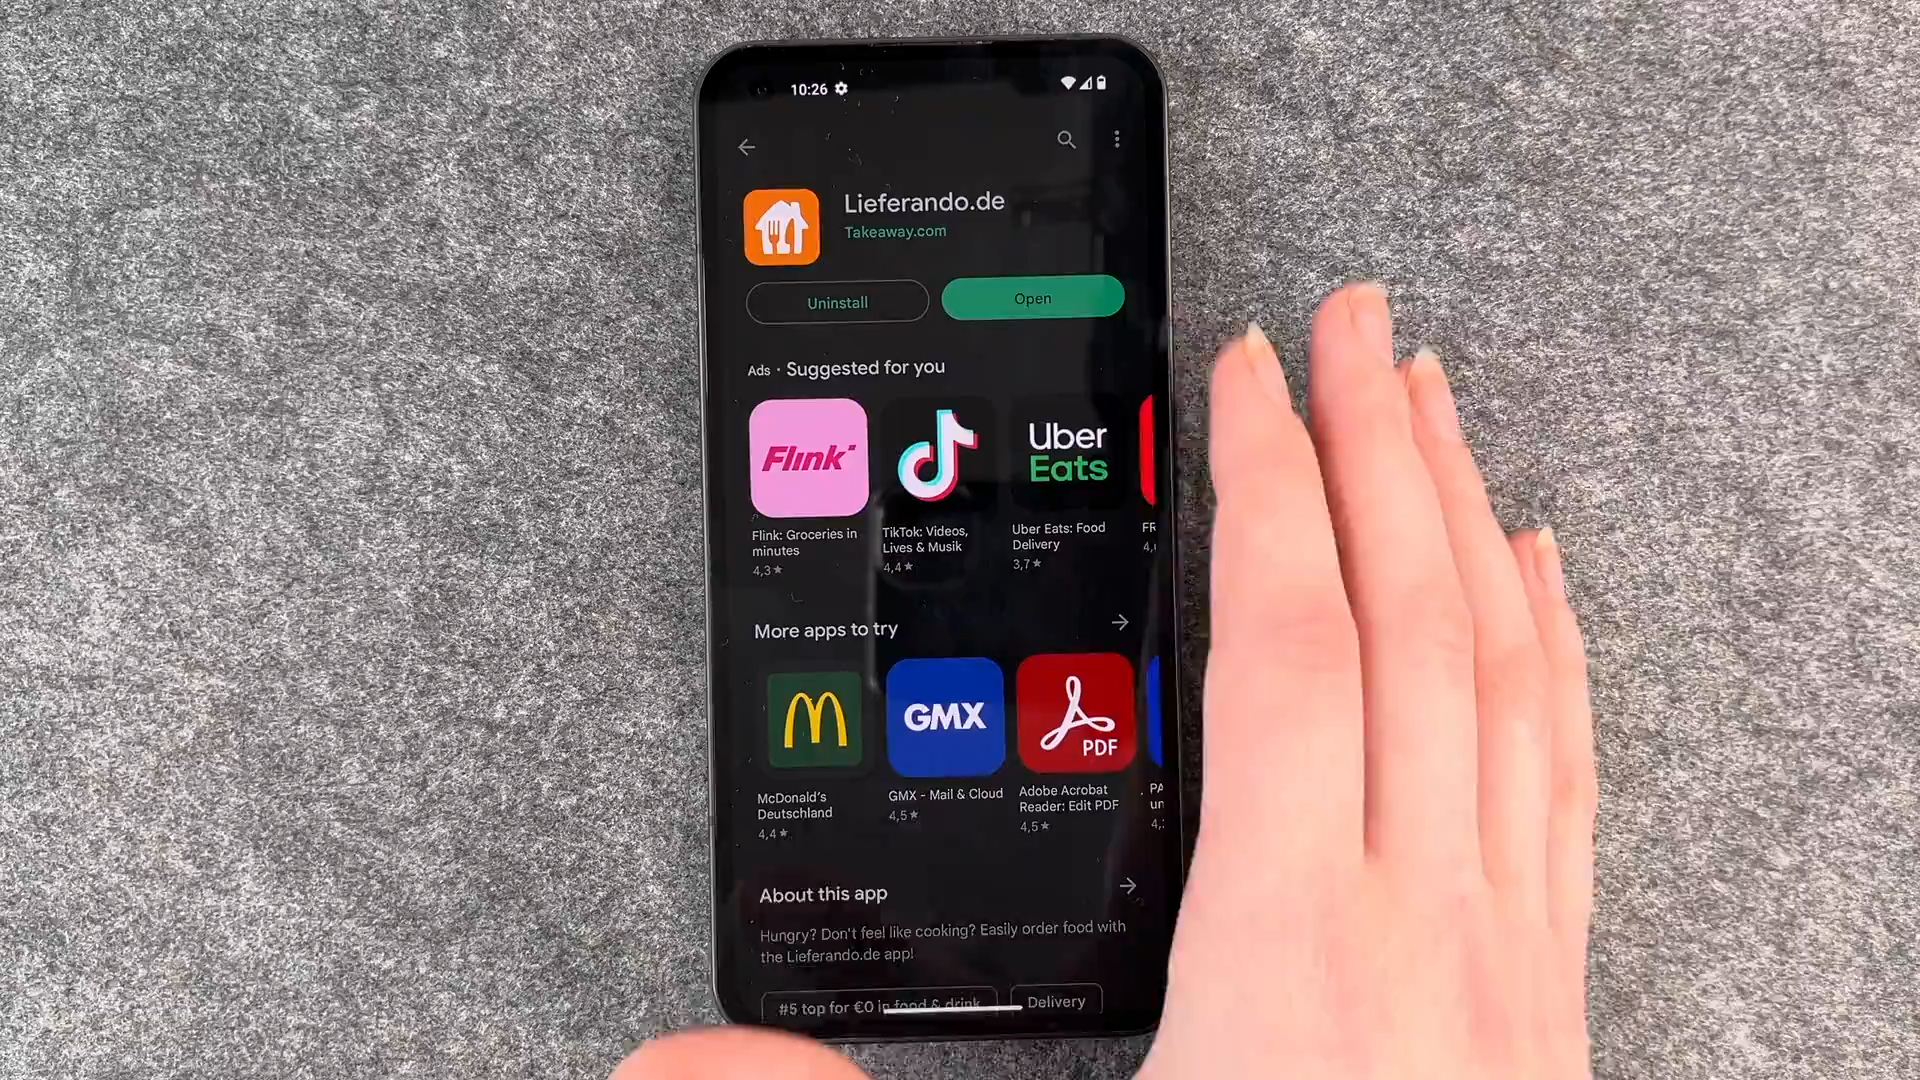 10:26
Lieferando.de
Takeaway.com
Uninstall
Open
Ads · Suggested for you
Flink
Uber
Eats
Flink: Groceries in
minutes
4,3★
TikTok: Videos,
Lives & Musik
4,4★
Uber Eats: Food
Delivery
3,7★
FR
4,
More apps to try
GMX
PDF
McDonald's
Deutschland
4,4★
GMX - Mail & Cloud
4,5★
Adobe Acrobat
Reader: Edit PDF
4,5★
PA
un
4,
About this app
Hungry? Don't feel like cooking? Easily order food with
the Lieferando.de app!
#5 top for €0 in food & drink
Delivery